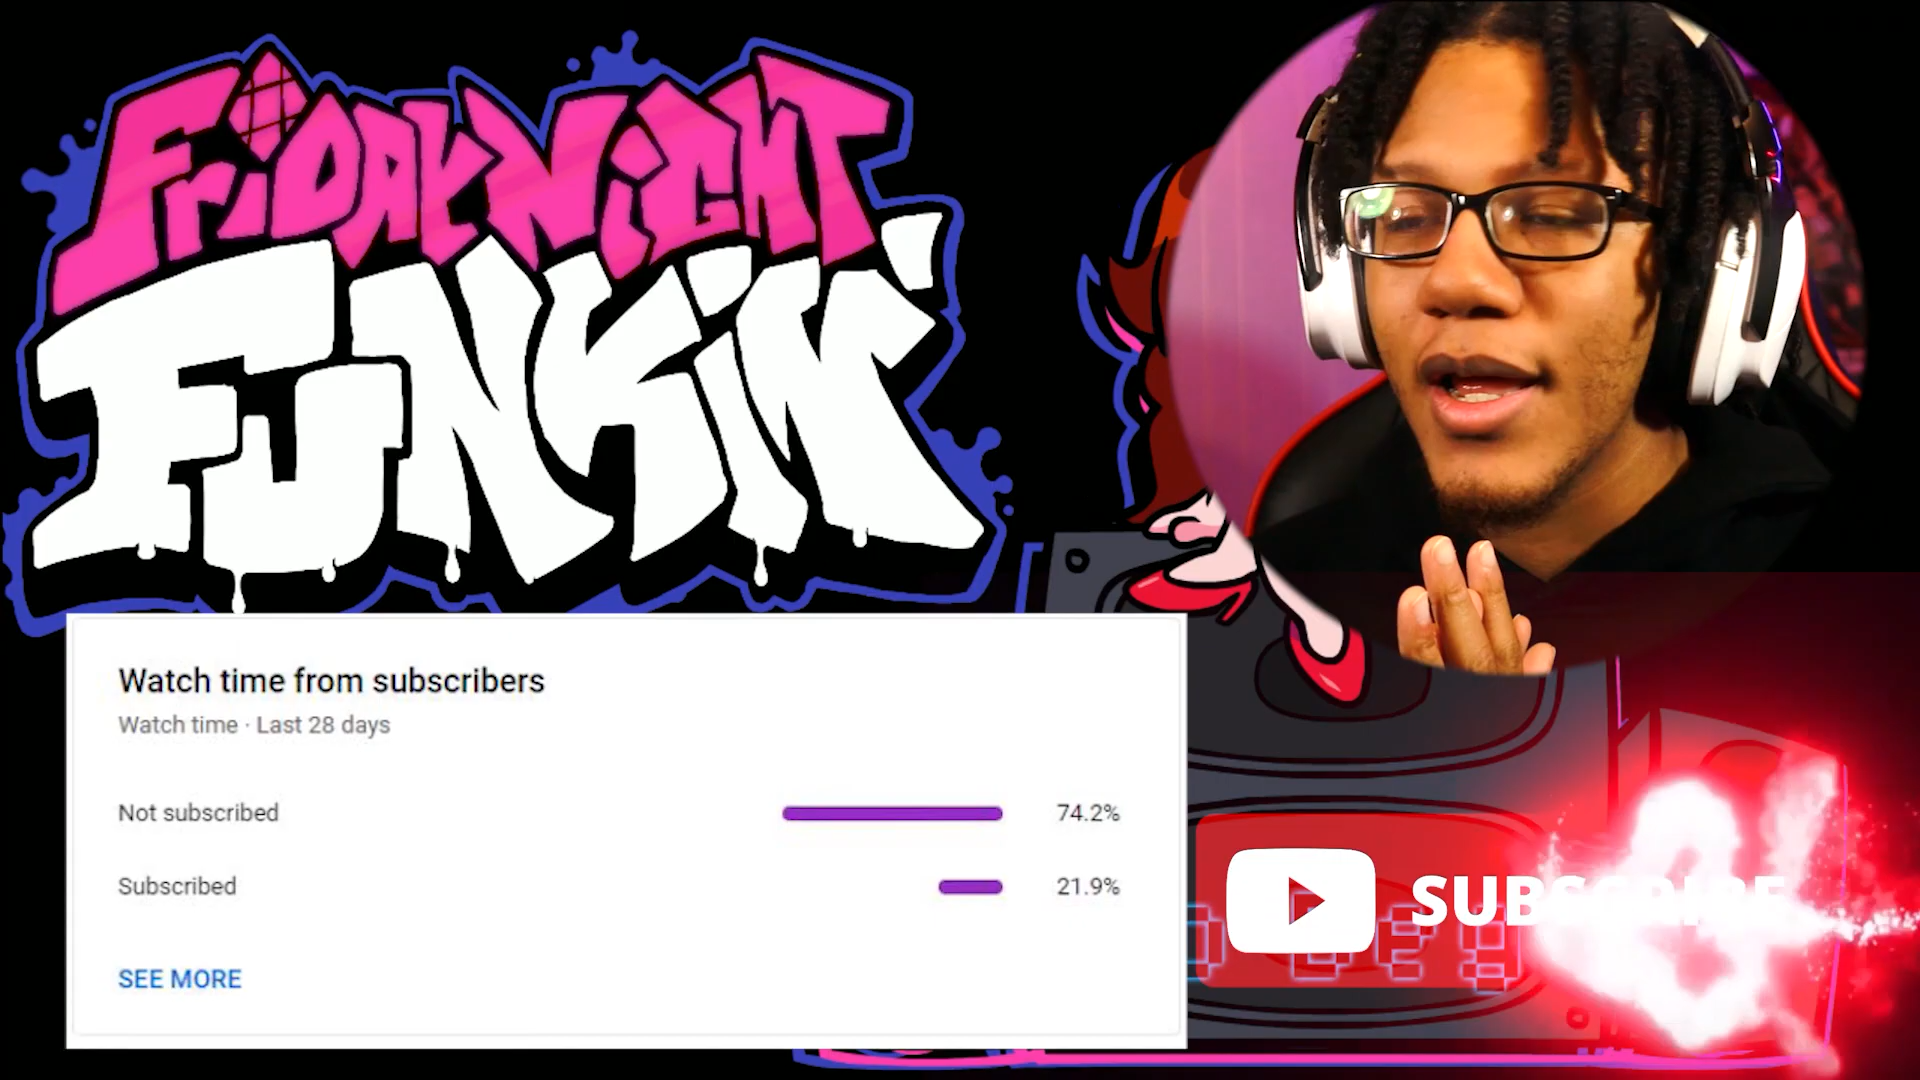 FRiDAY NiGHT
FUNKiN'
Watch time from subscribers
Watch time · Last 28 days
Not subscribed 74.2%
Subscribed 21.9%
SEE MORE
SUBSCRIBE